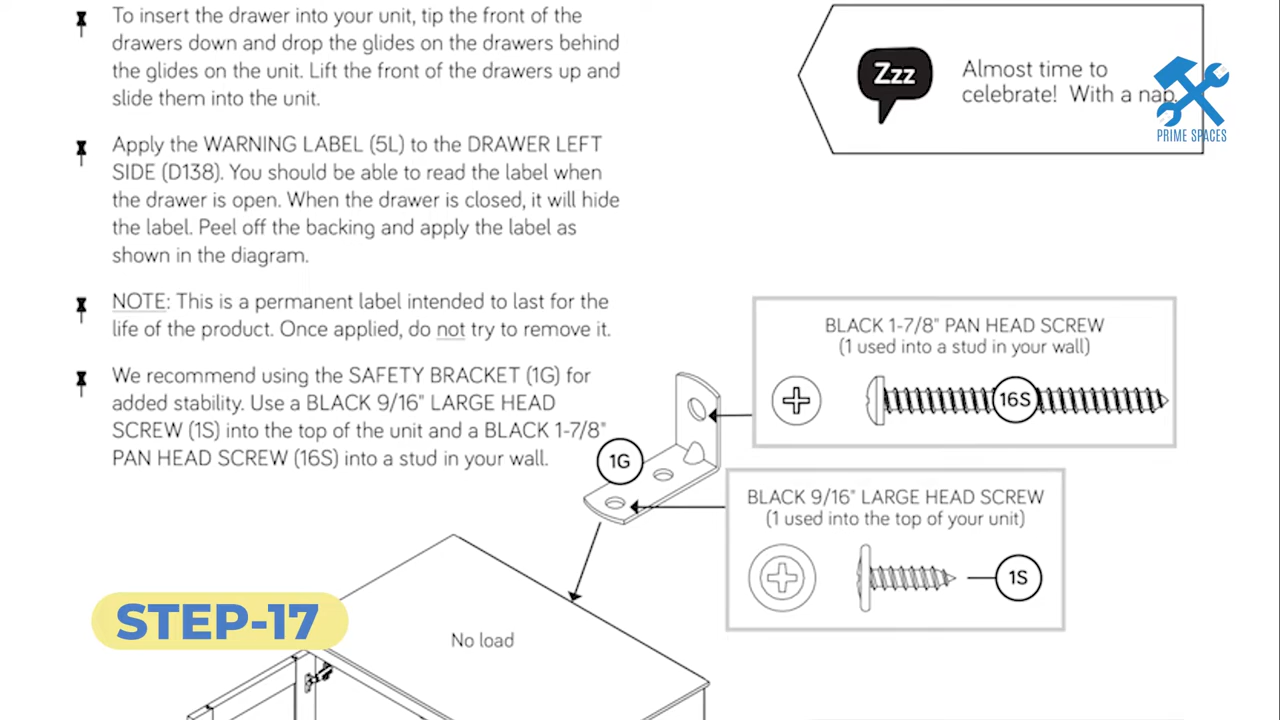 To insert the drawer into your unit, tip the front of the
drawers down and drop the glides on the drawers behind
the glides on the unit. Lift the front of the drawers up and
slide them into the unit.
Apply the WARNING LABEL (5L) to the DRAWER LEFT
SIDE (D138). You should be able to read the label when
the drawer is open. When the drawer is closed, it will hide
the label. Peel off the backing and apply the label as
shown in the diagram.
NOTE: This is a permanent label intended to last for the
life of the product. Once applied, do not try to remove it.
We recommend using the SAFETY BRACKET (1G) for
added stability. Use a BLACK 9/16" LARGE HEAD
SCREW (1S) into the top of the unit and a BLACK 1-7/8"
PAN HEAD SCREW (16S) into a stud in your wall.
Zzz
Almost time to
celebrate! With a nap.
PRIME SPACES
BLACK 1-7/8" PAN HEAD SCREW
(1 used into a stud in your wall)
16S
1G
BLACK 9/16" LARGE HEAD SCREW
(1 used into the top of your unit)
1S
STEP-17
No load